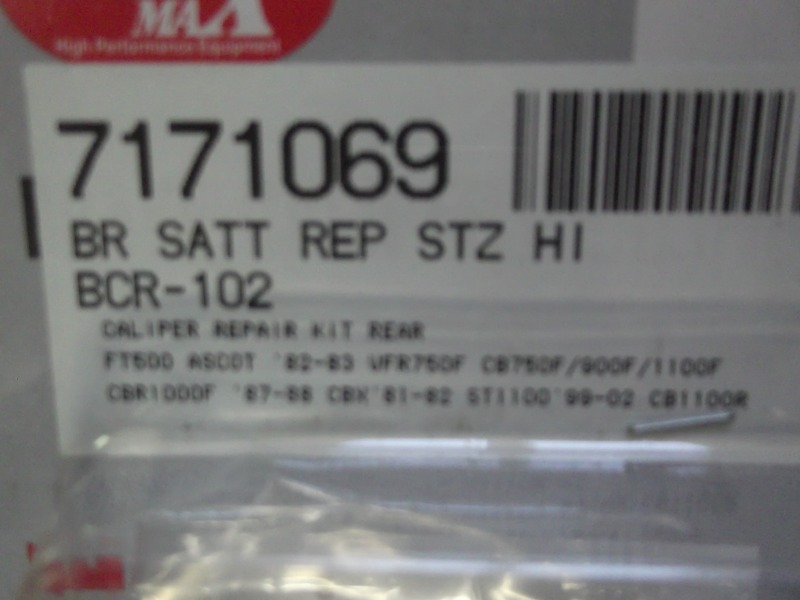 MAX
High Performance Equipment
7171069
BR SATT REP STZ HI
BCR-102
CALIPER REPAIR KIT REAR
FT500 ASCOT '82-83 VFR750F CB750F/900F/1100F
CBR1000F '87-88 CBX'81-82 ST1100'99-02 CB1100R